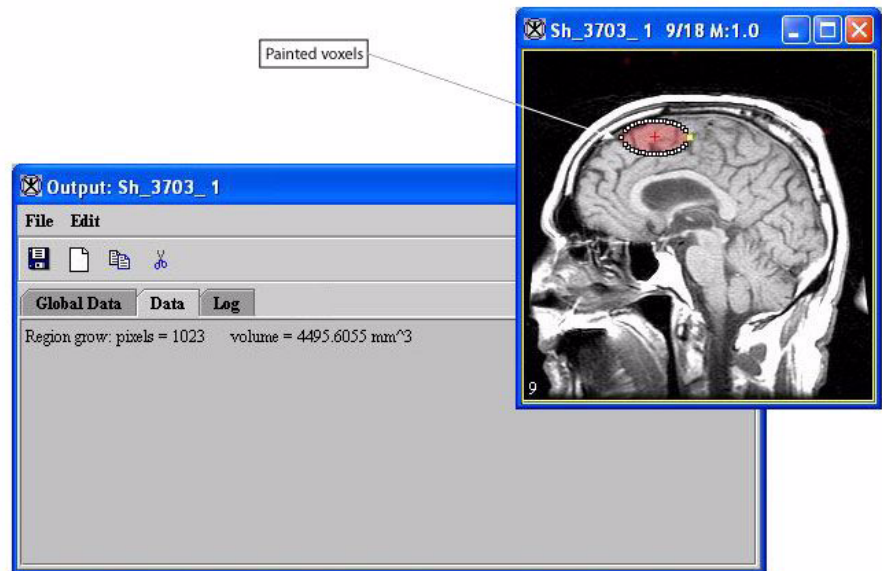 Sh_3703_ 1 9/18 M:1.0
Painted voxels
Output: Sh_3703_ 1
File Edit
Global Data Data Log
Region grow: pixels = 1023 volume = 4495.6055 mm^3
9